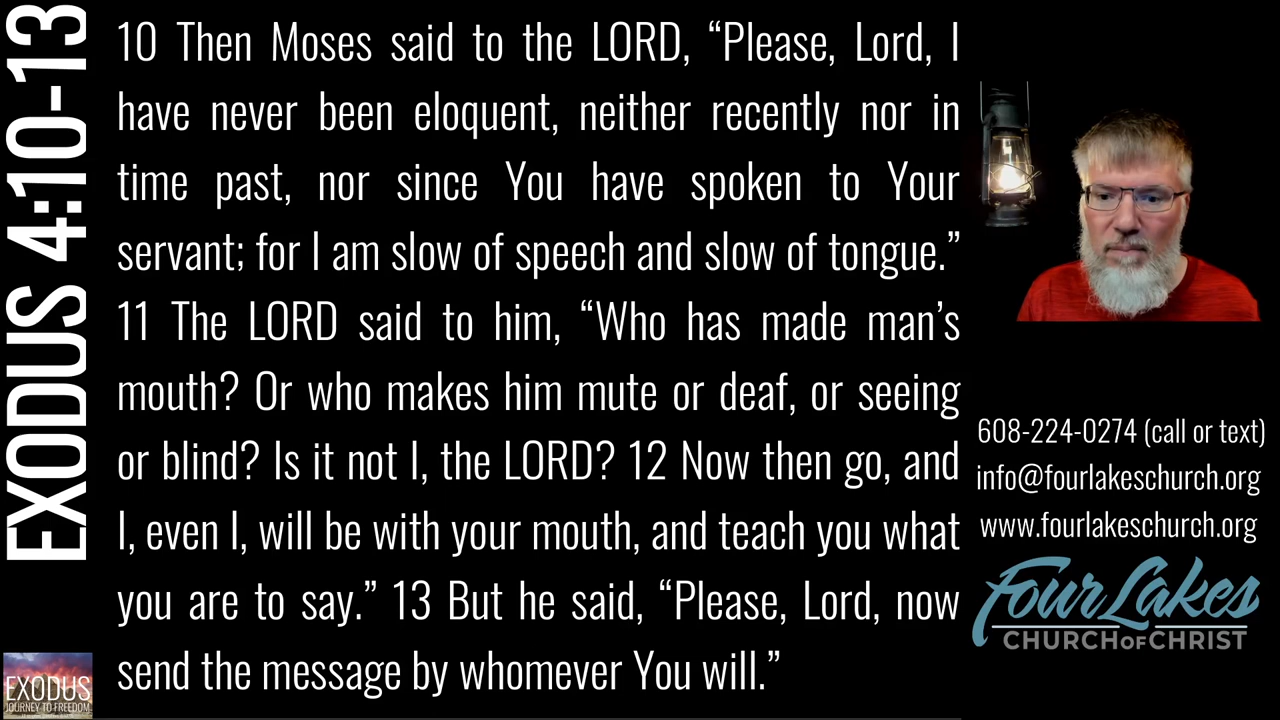 EXODUS 4:10-13
10 Then Moses said to the LORD, “Please, Lord, I
have never been eloquent, neither recently nor in
time past, nor since You have spoken to Your
servant; for I am slow of speech and slow of tongue.”
11 The LORD said to him, “Who has made man’s
mouth? Or who makes him mute or deaf, or seeing
or blind? Is it not I, the LORD? 12 Now then go, and
I, even I, will be with your mouth, and teach you what
you are to say.” 13 But he said, “Please, Lord, now
send the message by whomever You will.”
608-224-0274 (call or text)
info@fourlakeschurch.org
www.fourlakeschurch.org
Four Lakes
CHURCH OF CHRIST
EXODUS
JOURNEY TO FREEDOM